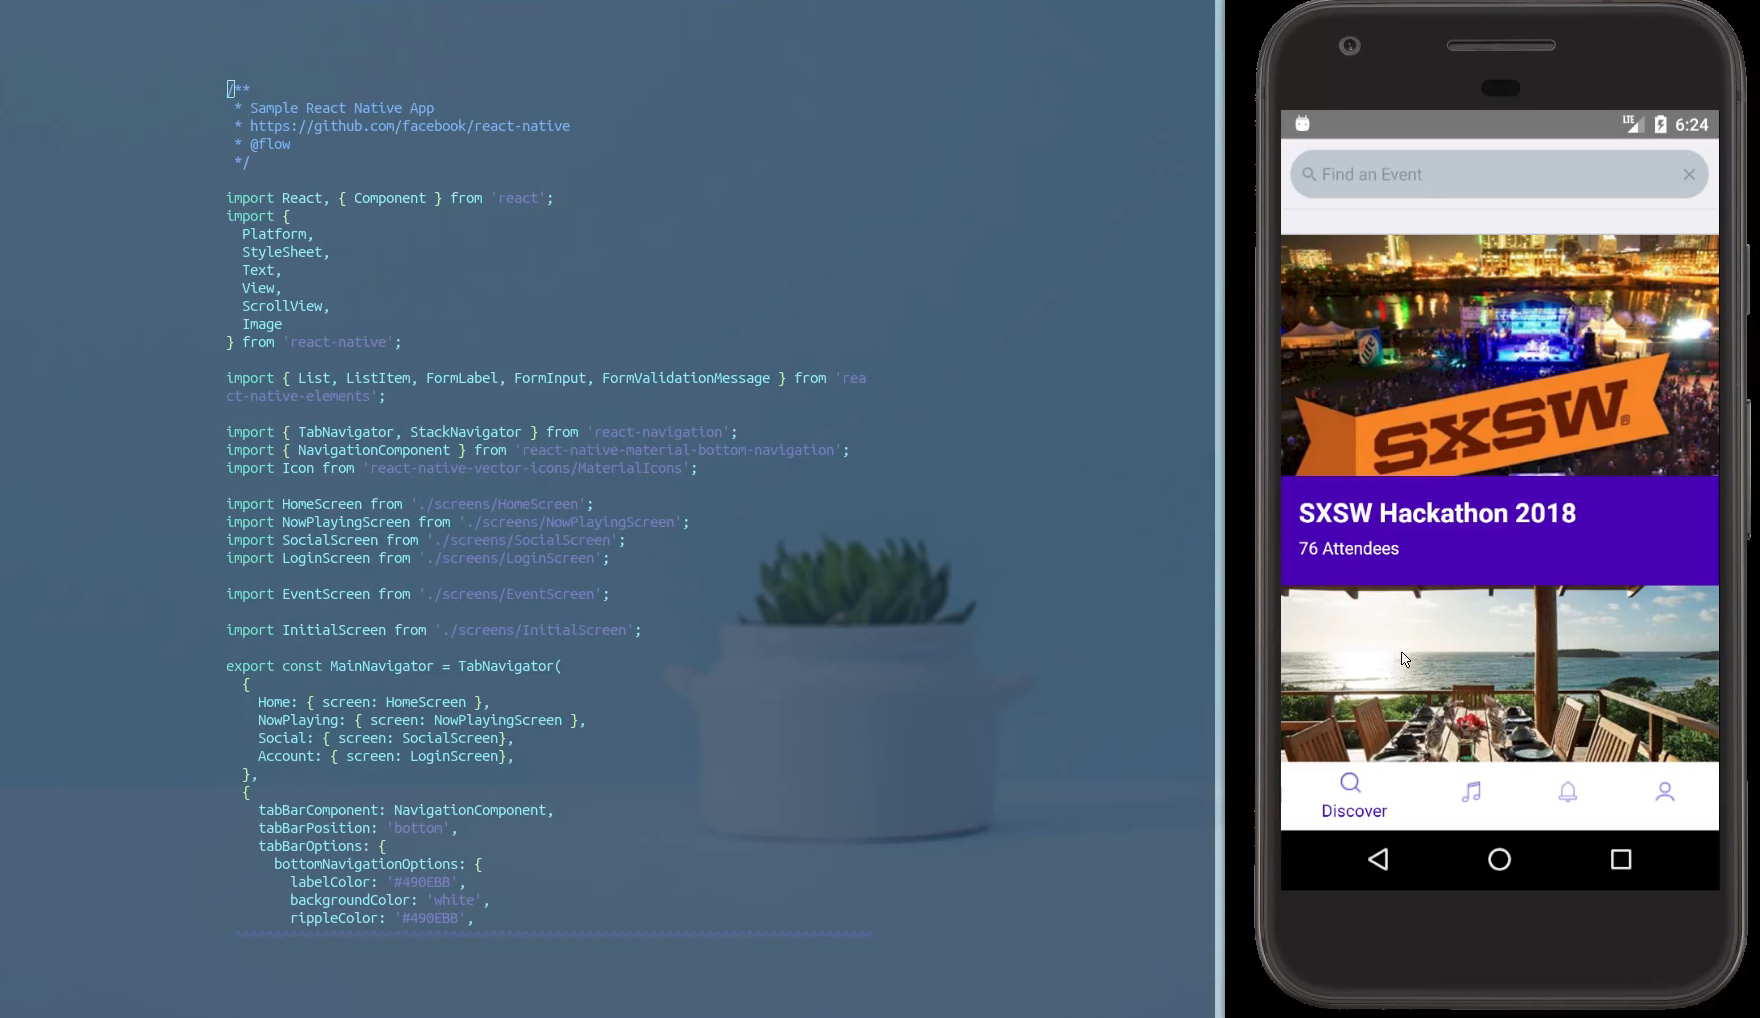 /**
 * Sample React Native App
 * https://github.com/facebook/react-native
 * @flow
 */
import React, { Component } from 'react';
import {
  Platform,
  StyleSheet,
  Text,
  View,
  ScrollView,
  Image
} from 'react-native';
import { List, ListItem, FormLabel, FormInput, FormValidationMessage } from 'rea
ct-native-elements';
import { TabNavigator, StackNavigator } from 'react-navigation';
import { NavigationComponent } from 'react-native-material-bottom-navigation';
import Icon from 'react-native-vector-icons/MaterialIcons';
import HomeScreen from './screens/HomeScreen';
import NowPlayingScreen from './screens/NowPlayingScreen';
import SocialScreen from './screens/SocialScreen';
import LoginScreen from './screens/LoginScreen';
import EventScreen from './screens/EventScreen';
import InitialScreen from './screens/InitialScreen';
export const MainNavigator = TabNavigator(
  {
    Home: { screen: HomeScreen },
    NowPlaying: { screen: NowPlayingScreen },
    Social: { screen: SocialScreen},
    Account: { screen: LoginScreen},
  },
  {
    tabBarComponent: NavigationComponent,
    tabBarPosition: 'bottom',
    tabBarOptions: {
      bottomNavigationOptions: {
        labelColor: '#490EBB',
        backgroundColor: 'white',
        rippleColor: '#490EBB',
LTE 6:24
Find an Event
SXSW®
SXSW Hackathon 2018
76 Attendees
Discover